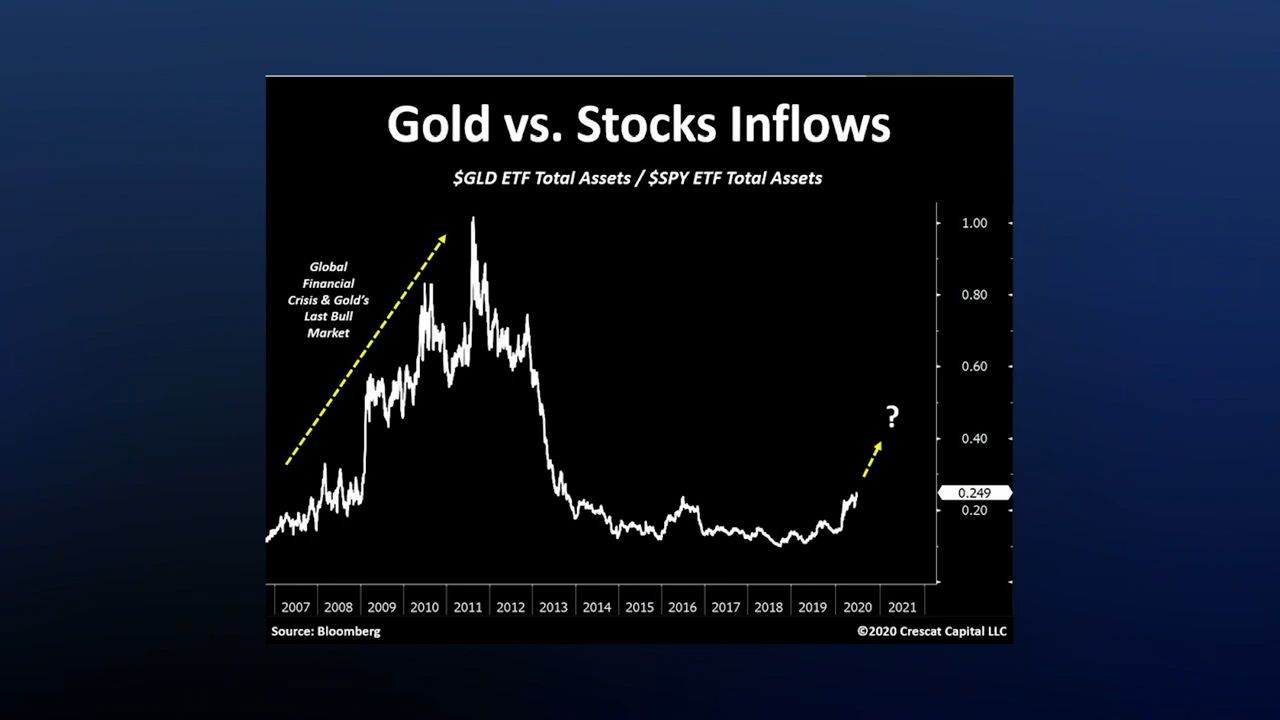 Gold vs. Stocks Inflows
$GLD ETF Total Assets / $SPY ETF Total Assets
Global
Financial
Crisis & Gold's
Last Bull
Market
?
1.00
0.80
0.60
0.40
0.249
0.20
2007 2008 2009 2010 2011 2012 2013 2014 2015 2016 2017 2018 2019 2020 2021
Source: Bloomberg
©2020 Crescat Capital LLC